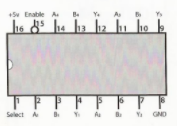 +5v Enable A₄ B₄ Y₄ A₃ B₃ Y₃
16 15 14 13 12 11 10 9
1 2 3 4 5 6 7 8
Select A₁ B₁ Y₁ A₂ B₂ Y₂ GND